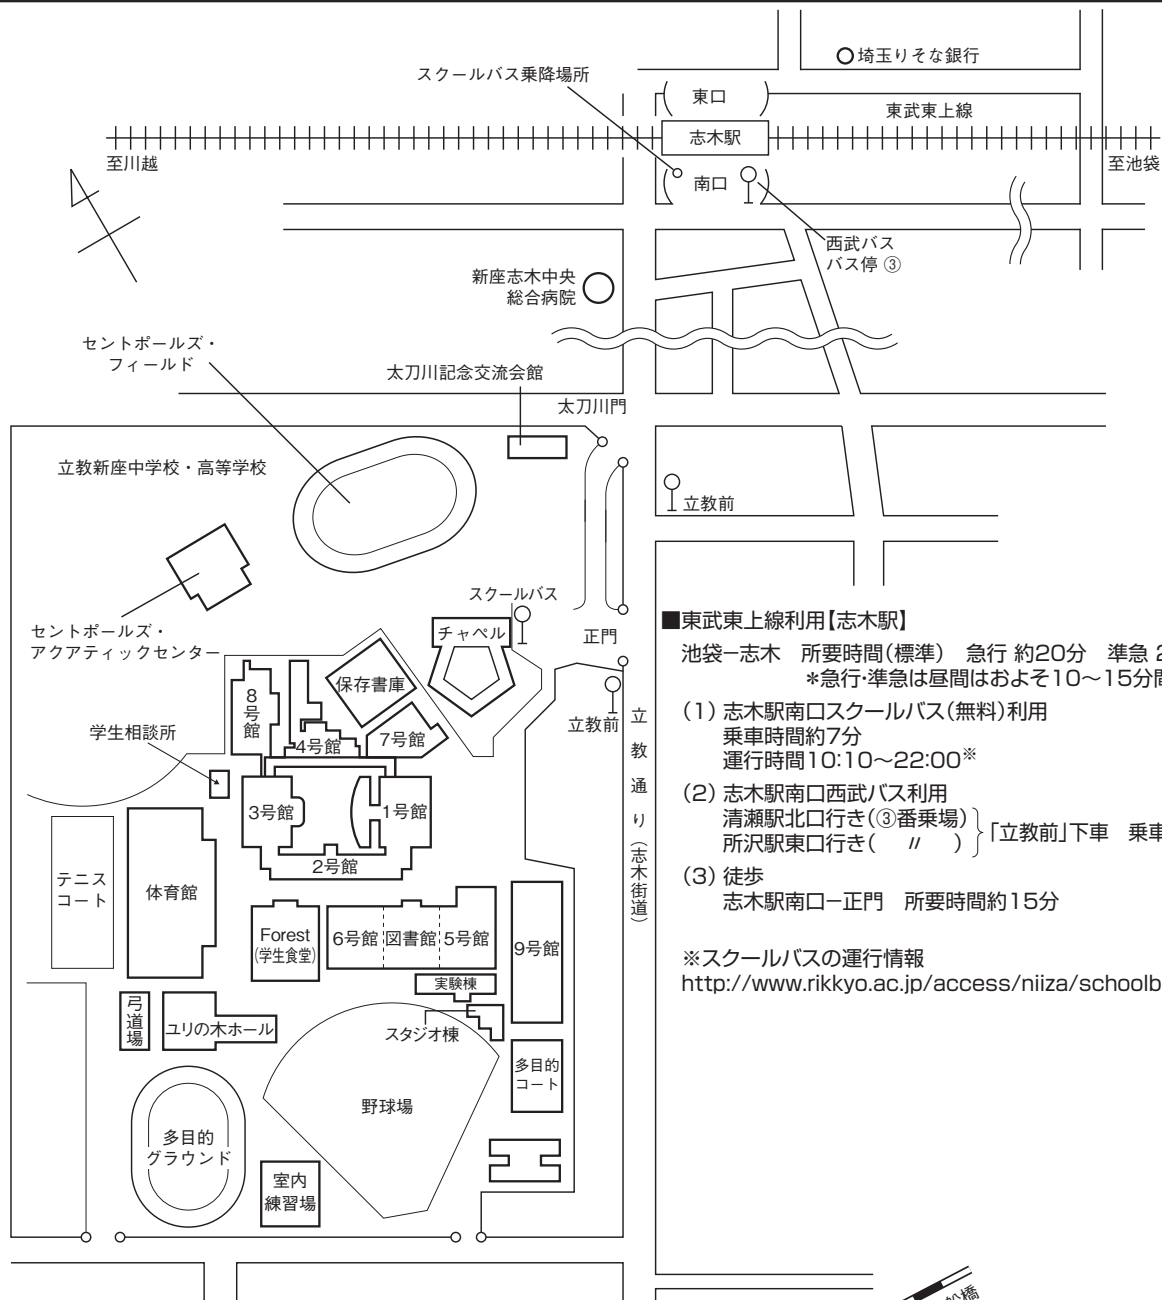 埼玉りそな銀行
スクールバス乗降場所
東口
東武東上線
志木駅
至川越
至池袋
南口
西武バス
バス停 ③
新座志木中央
総合病院
セントポールズ・
フィールド
太刀川記念交流会館
太刀川門
立教新座中学校・高等学校
立教前
スクールバス
セントポールズ・
アクアティックセンター
チャペル
正門
保存書庫
8号館
立教前
学生相談所
4号館
7号館
立教通り(志木街道)
3号館
1号館
2号館
テニス
コート
体育館
Forest
(学生食堂)
6号館
図書館
5号館
9号館
実験棟
弓道場
ユリの木ホール
スタジオ棟
多目的
コート
野球場
多目的
グラウンド
室内
練習場
■東武東上線利用【志木駅】
池袋−志木 所要時間(標準) 急行 約20分 準急 2
*急行・準急は昼間はおよそ10〜15分間
(1) 志木駅南口スクールバス(無料)利用
乗車時間約7分
運行時間10:10〜22:00※
(2) 志木駅南口西武バス利用
清瀬駅北口行き(③番乗場)
所沢駅東口行き( 〃 )
「立教前」下車 乗車
(3) 徒歩
志木駅南口−正門 所要時間約15分
※スクールバスの運行情報
http://www.rikkyo.ac.jp/access/niiza/schoolb